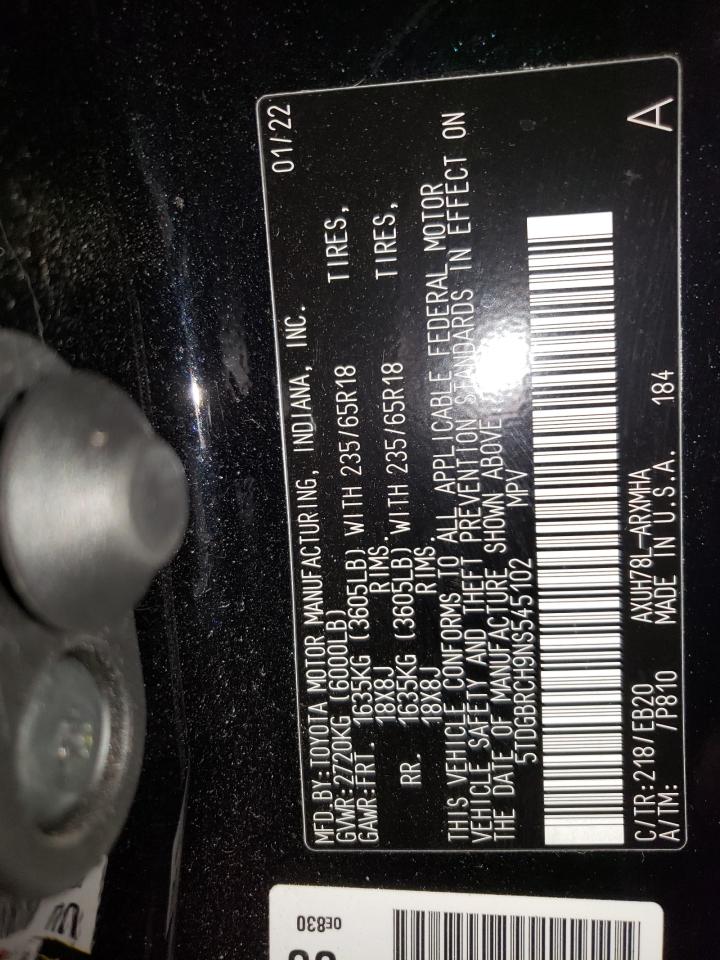 MFD.BY:TOYOTA MOTOR MANUFACTURING, INDIANA, INC. 01/22
GVWR:2720KG (6000LB)
GAWR:FRT. 1635KG (3605LB) WITH 235/65R18 TIRES,
18X8J RIMS.
RR. 1635KG (3605LB) WITH 235/65R18 TIRES,
18X8J RIMS.
THIS VEHICLE CONFORMS TO ALL APPLICABLE FEDERAL MOTOR
VEHICLE SAFETY AND THEFT PREVENTION STANDARDS IN EFFECT ON
THE DATE OF MANUFACTURE SHOWN ABOVE.
5TDGBRCH9NS545102 MPV
C/TR:218/EB20 AXUH78L-ARXMHA
A/TM: /P810 MADE IN U.S.A. 184 A
0E830